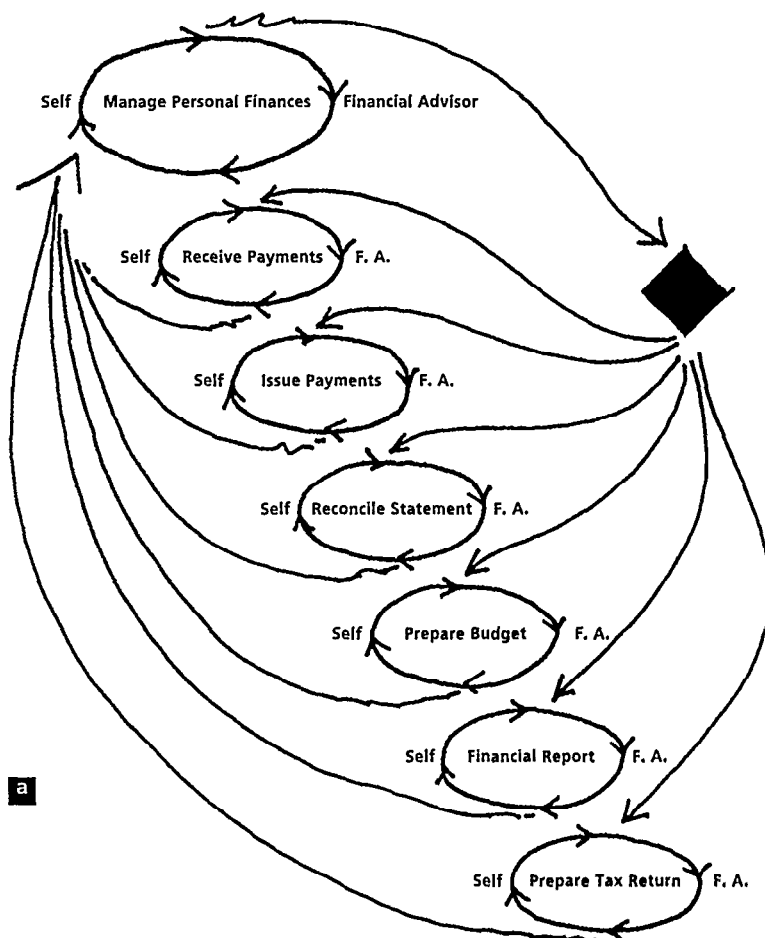 Self Manage Personal Finances Financial Advisor
Self Receive Payments F. A.
Self Issue Payments F. A.
Self Reconcile Statement F. A.
Self Prepare Budget F. A.
Self Financial Report F. A.
a
Self Prepare Tax Return F. A.